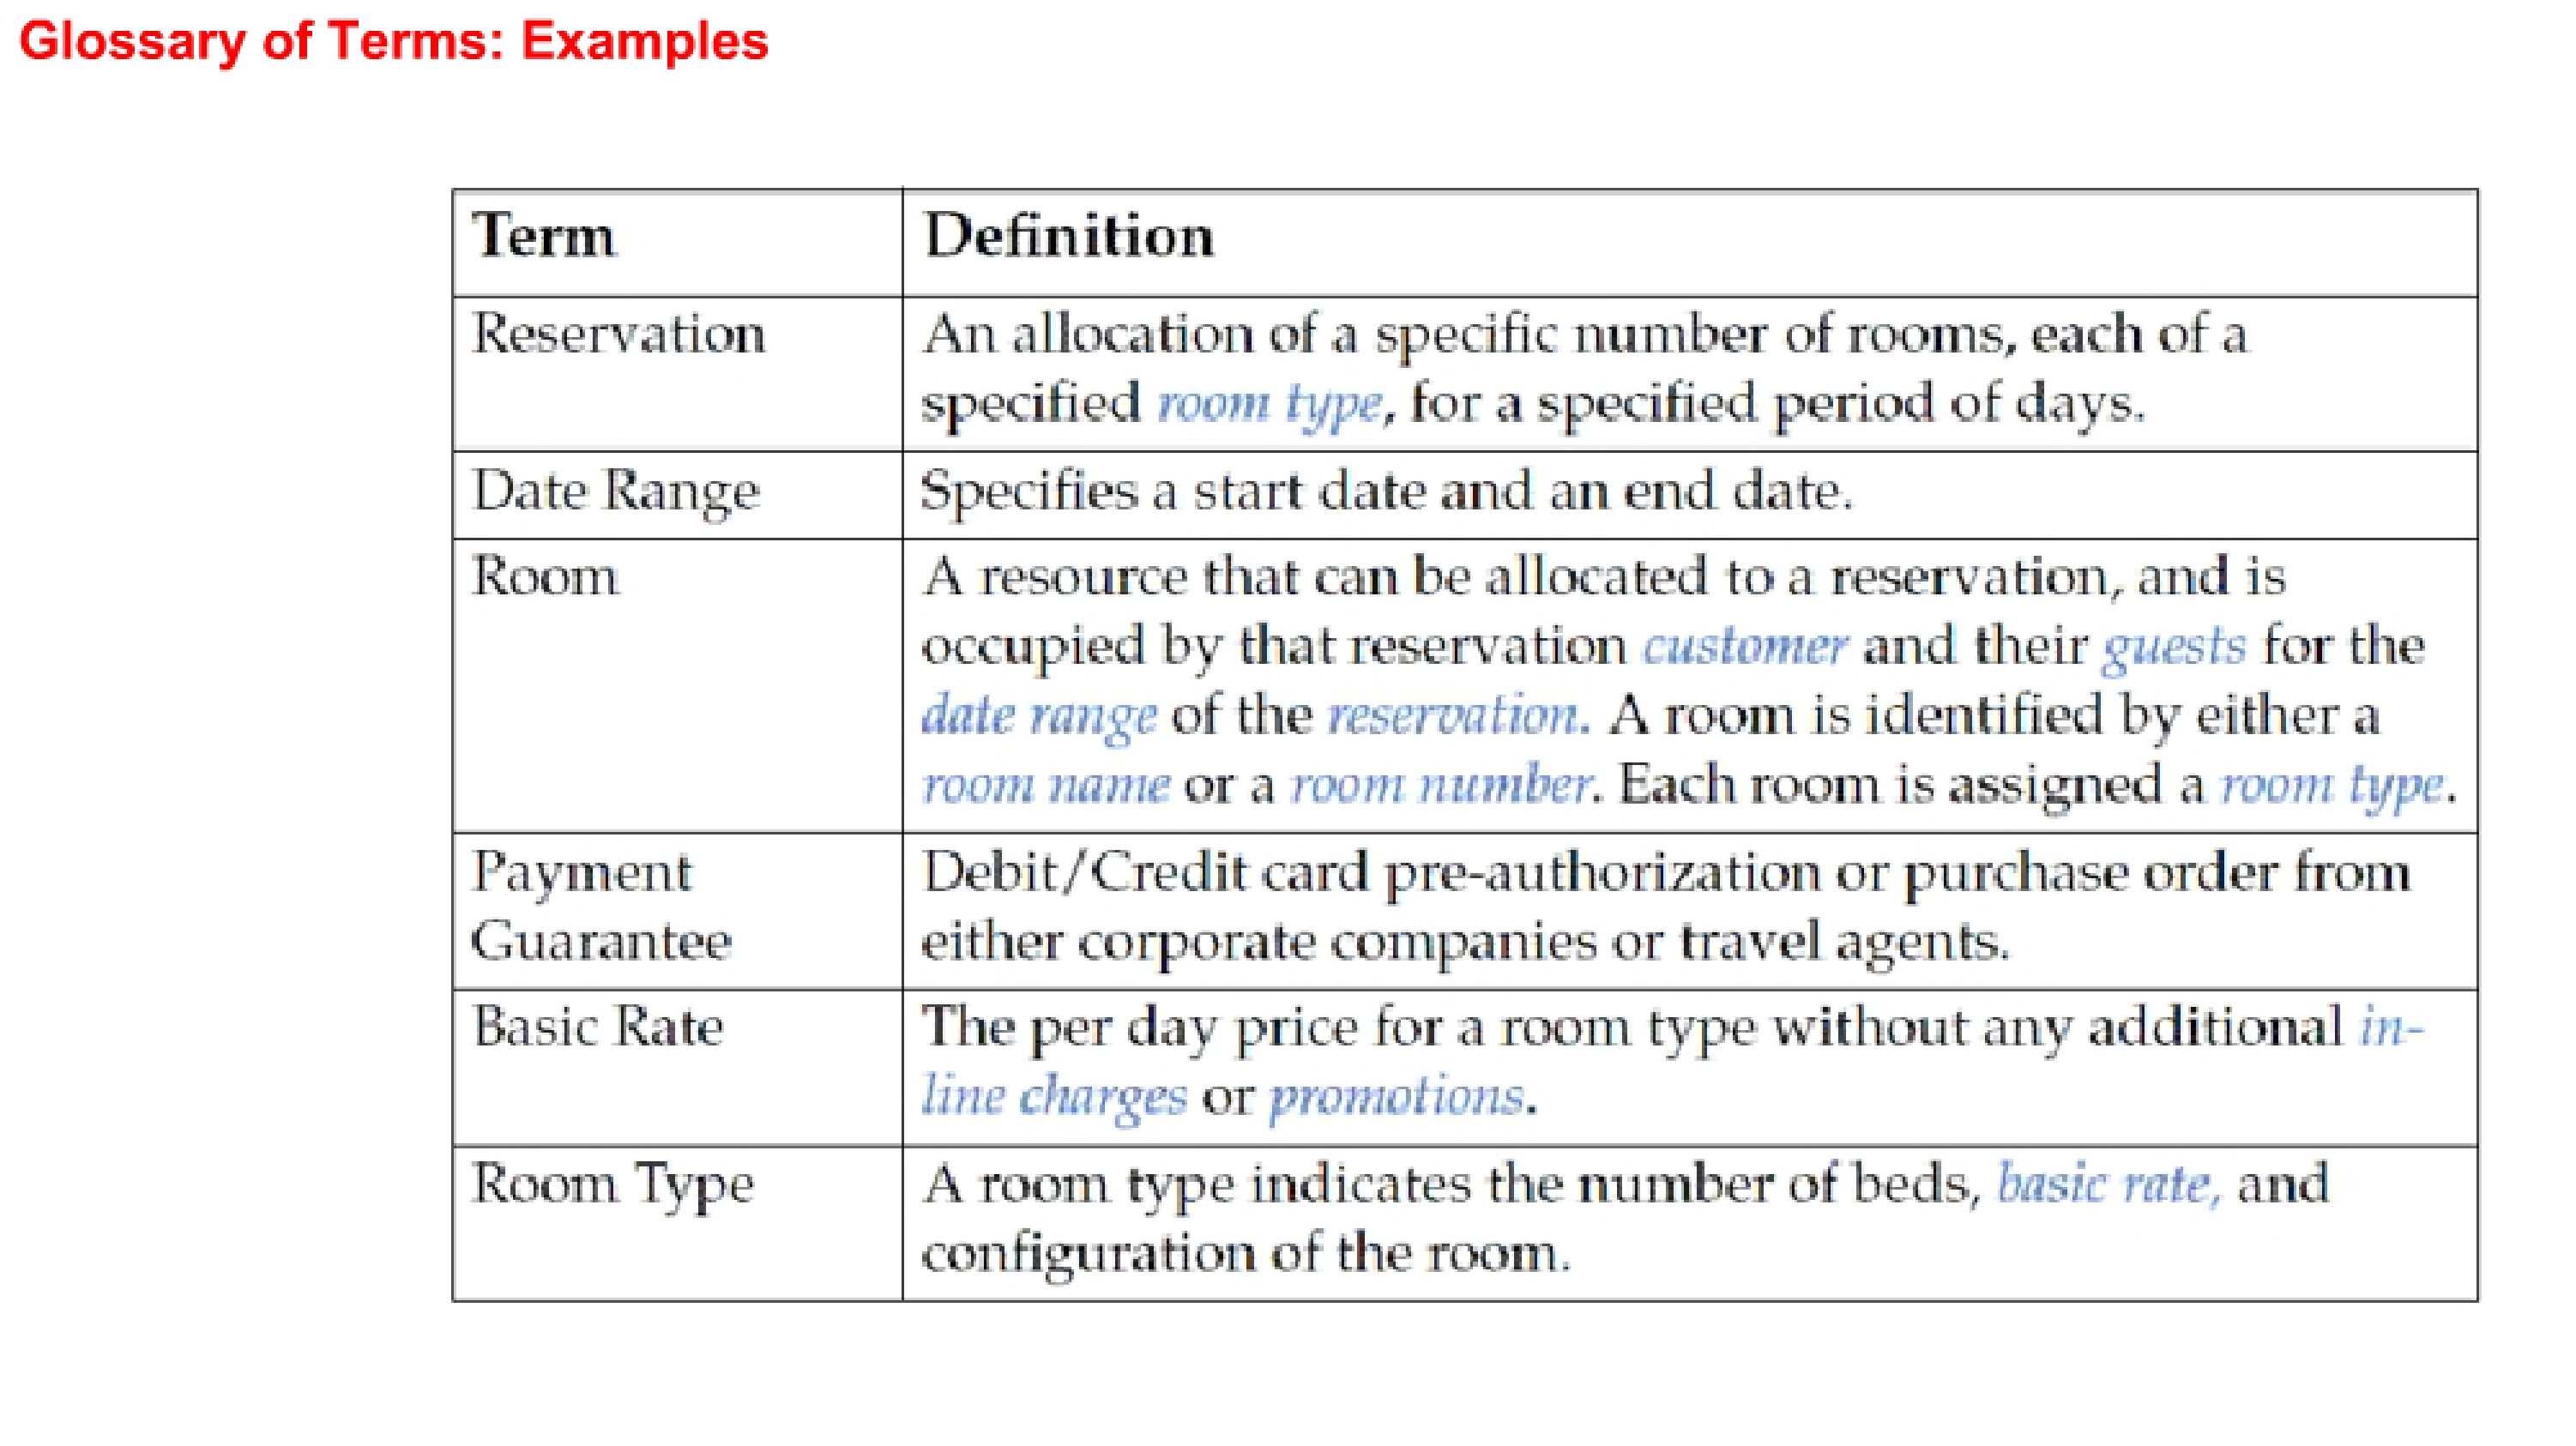 Glossary of Terms: Examples
Term
Definition
Reservation
An allocation of a specific number of rooms, each of a
specified room type, for a specified period of days.
Date Range
Specifies a start date and an end date.
Room
A resource that can be allocated to a reservation, and is
occupied by that reservation customer and their guests for the
date range of the reservation. A room is identified by either a
room name or a room number. Each room is assigned a room type.
Payment
Guarantee
Debit/Credit card pre-authorization or purchase order from
either corporate companies or travel agents.
Basic Rate
The per day price for a room type without any additional in-
line charges or promotions.
Room Type
A room type indicates the number of beds, basic rate, and
configuration of the room.